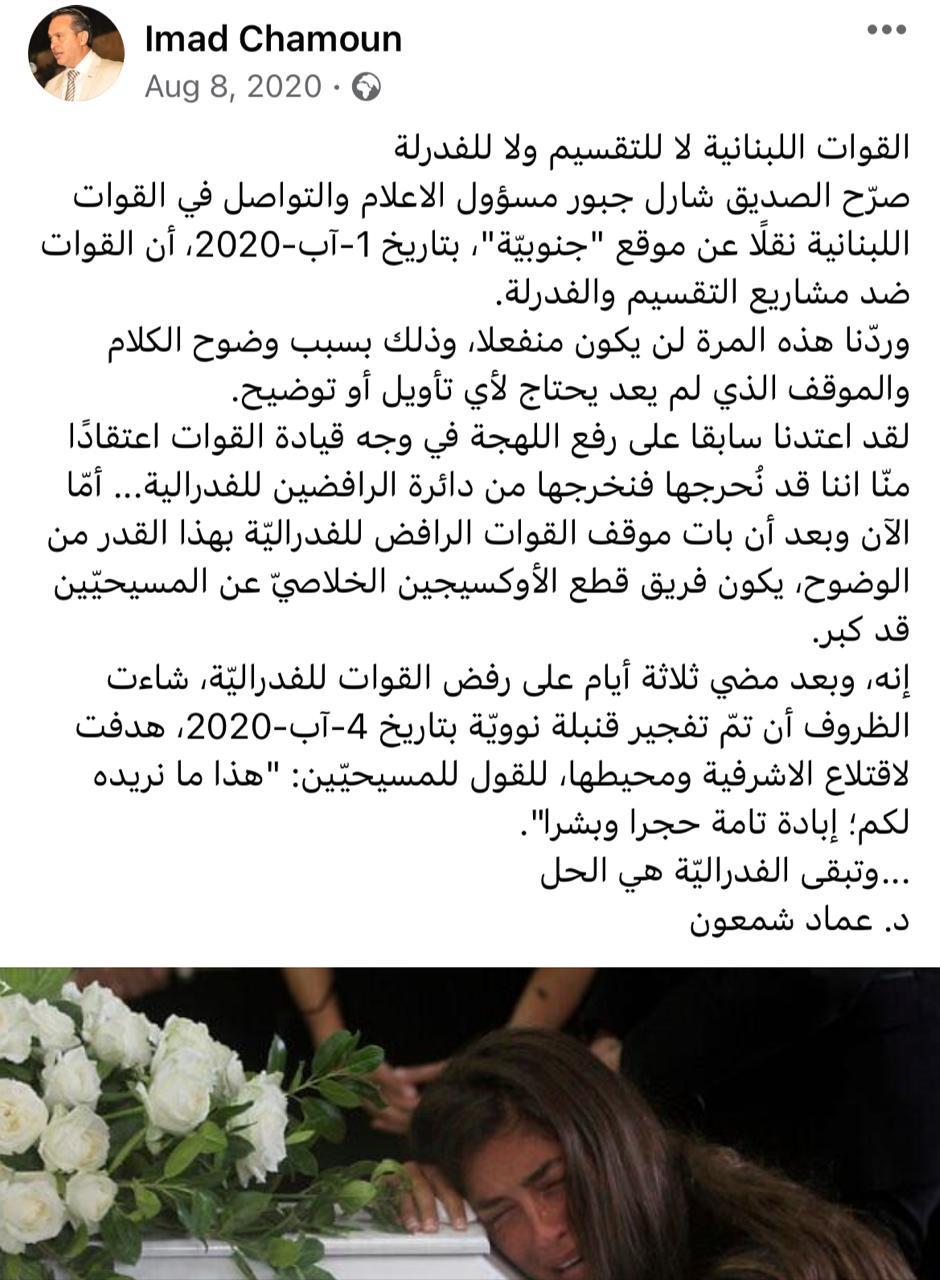 Imad Chamoun
Aug 8, 2020 ·
القوات اللبنانية لا للتقسيم ولا للفدرلة
صرّح الصديق شارل جبور مسؤول الاعلام والتواصل في القوات
اللبنانية نقلًا عن موقع "جنوبيّة"، بتاريخ 1-آب-2020، أن القوات
ضد مشاريع التقسيم والفدرلة.
وردّنا هذه المرة لن يكون منفعلا، وذلك بسبب وضوح الكلام
والموقف الذي لم يعد يحتاج لأي تأويل أو توضيح.
لقد اعتدنا سابقا على رفع اللهجة في وجه قيادة القوات اعتقادًا
منّا اننا قد نُحرجها فنخرجها من دائرة الرافضين للفدرالية... أمّا
الآن وبعد أن بات موقف القوات الرافض للفدراليّة بهذا القدر من
الوضوح، يكون فريق قطع الأوكسيجين الخلاصيّ عن المسيحيّين
قد كبر.
إنه، وبعد مضي ثلاثة أيام على رفض القوات للفدراليّة، شاءت
الظروف أن تمّ تفجير قنبلة نوويّة بتاريخ 4-آب-2020، هدفت
لاقتلاع الاشرفية ومحيطها، للقول للمسيحيّين: "هذا ما نريده
لكم؛ إبادة تامة حجرا وبشرا".
...وتبقى الفدراليّة هي الحل
د. عماد شمعون